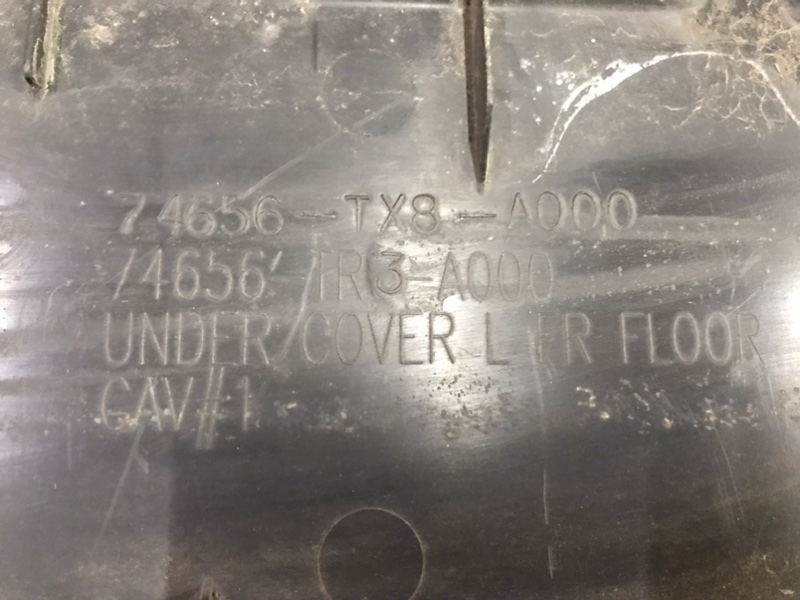 74656-TX8-A000
74656-TR3-A000
UNDER COVER L FR FLOOR
CAV#1